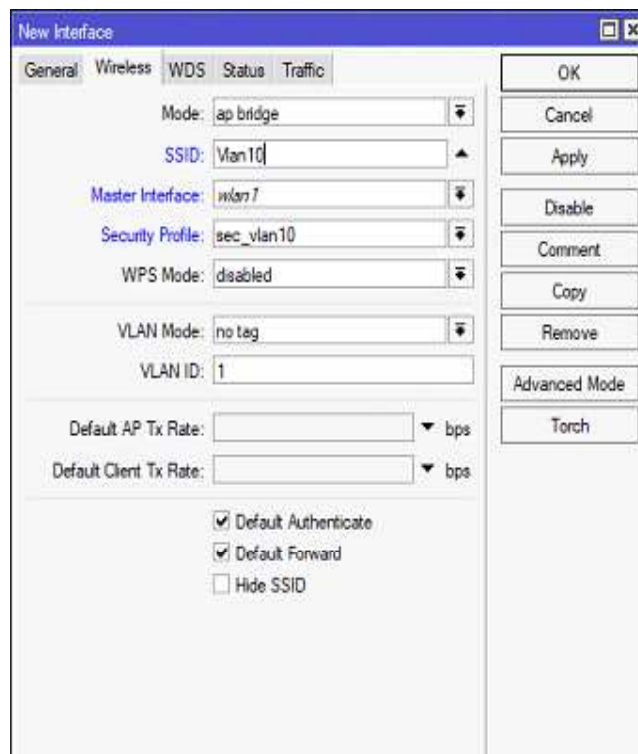 New Interface
General Wireless WDS Status Traffic
Mode: ap bridge
SSID: Vlan10
Master Interface: wlan1
Security Profile: sec_vlan10
WPS Mode: disabled
VLAN Mode: no tag
VLAN ID: 1
Default AP Tx Rate: bps
Default Client Tx Rate: bps
Default Authenticate
Default Forward
Hide SSID
OK
Cancel
Apply
Disable
Comment
Copy
Remove
Advanced Mode
Torch